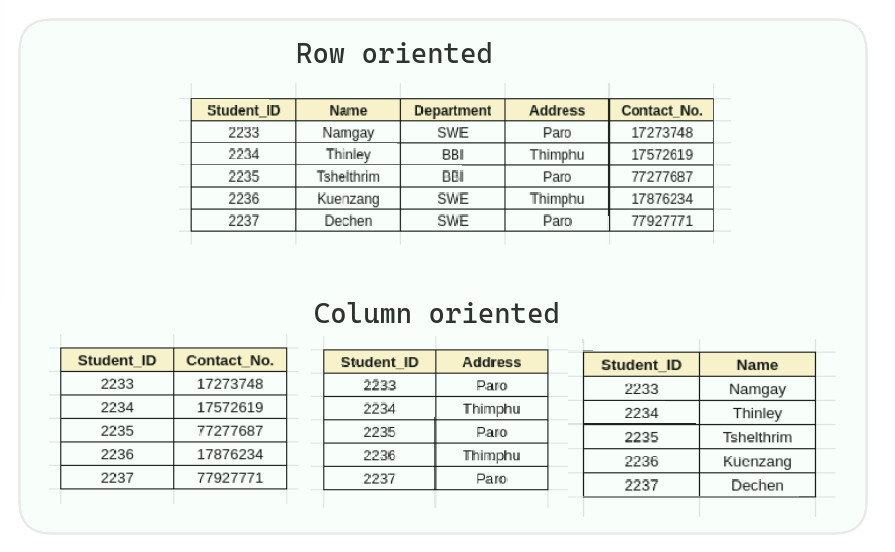 Row oriented
Student_ID Name Department Address Contact_No.
2233 Namgay SWE Paro 17273748
2234 Thinley BBI Thimphu 17572619
2235 Tshelthrim BBI Paro 77277687
2236 Kuenzang SWE Thimphu 17876234
2237 Dechen SWE Paro 77927771
Column oriented
Student_ID Contact_No.
2233 17273748
2234 17572619
2235 77277687
2236 17876234
2237 77927771
Student_ID Address
2233 Paro
2234 Thimphu
2235 Paro
2236 Thimphu
2237 Paro
Student_ID Name
2233 Namgay
2234 Thinley
2235 Tshelthrim
2236 Kuenzang
2237 Dechen